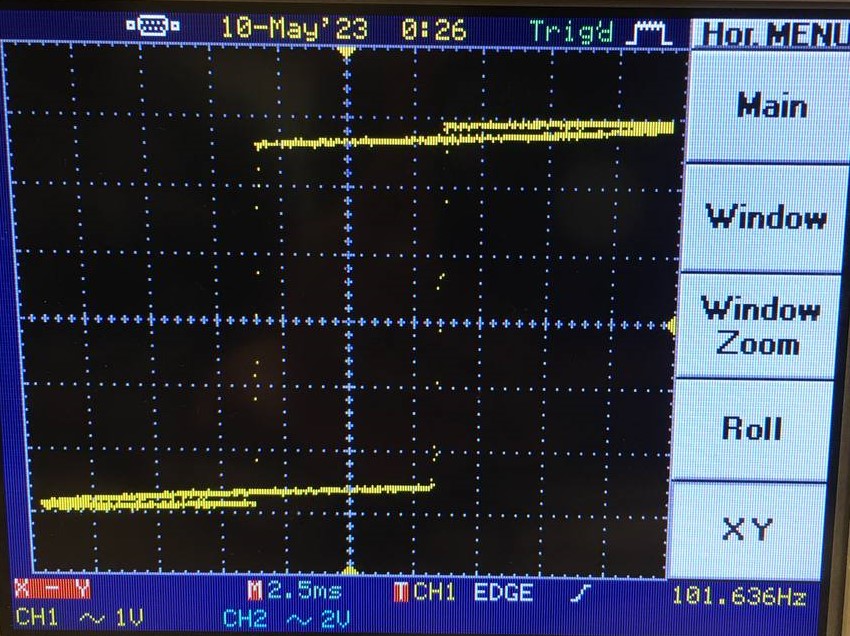 10-May'23 0:26 Trig'd Hor. MENU
Main
Window
Window
Zoom
Roll
XY
X-Y M 2.5ms T CH1 EDGE 101.636Hz
CH1 ~ 1V CH2 ~ 2V